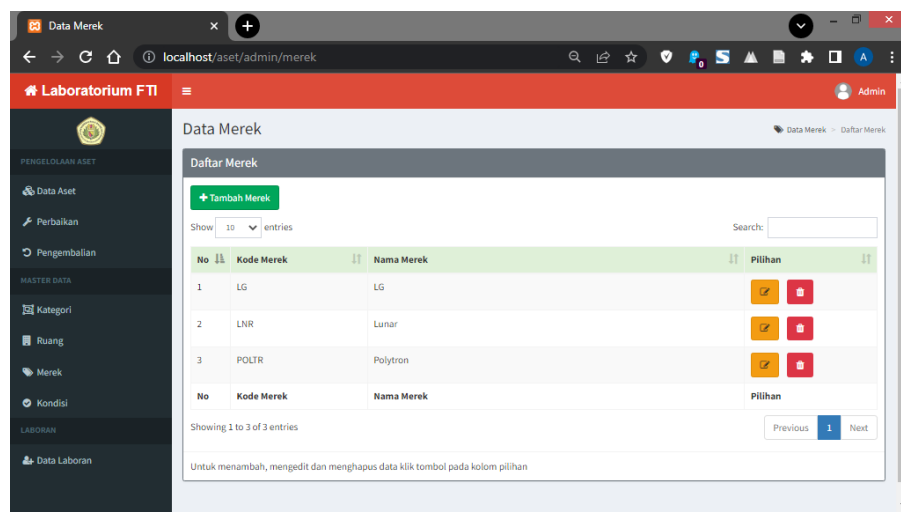 Data Merek
localhost/aset/admin/merek
0
A
Laboratorium FTI
Admin
PENGELOLAAN ASET
Data Aset
Perbaikan
Pengembalian
MASTER DATA
Kategori
Ruang
Merek
Kondisi
LABORAN
Data Laboran
Data Merek
Data Merek > Daftar Merek
Daftar Merek
Tambah Merek
Show 10 entries
Search:
No Kode Merek Nama Merek Pilihan
1 LG LG
2 LNR Lunar
3 POLTR Polytron
No Kode Merek Nama Merek Pilihan
Showing 1 to 3 of 3 entries
Previous 1 Next
Untuk menambah, mengedit dan menghapus data klik tombol pada kolom pilihan